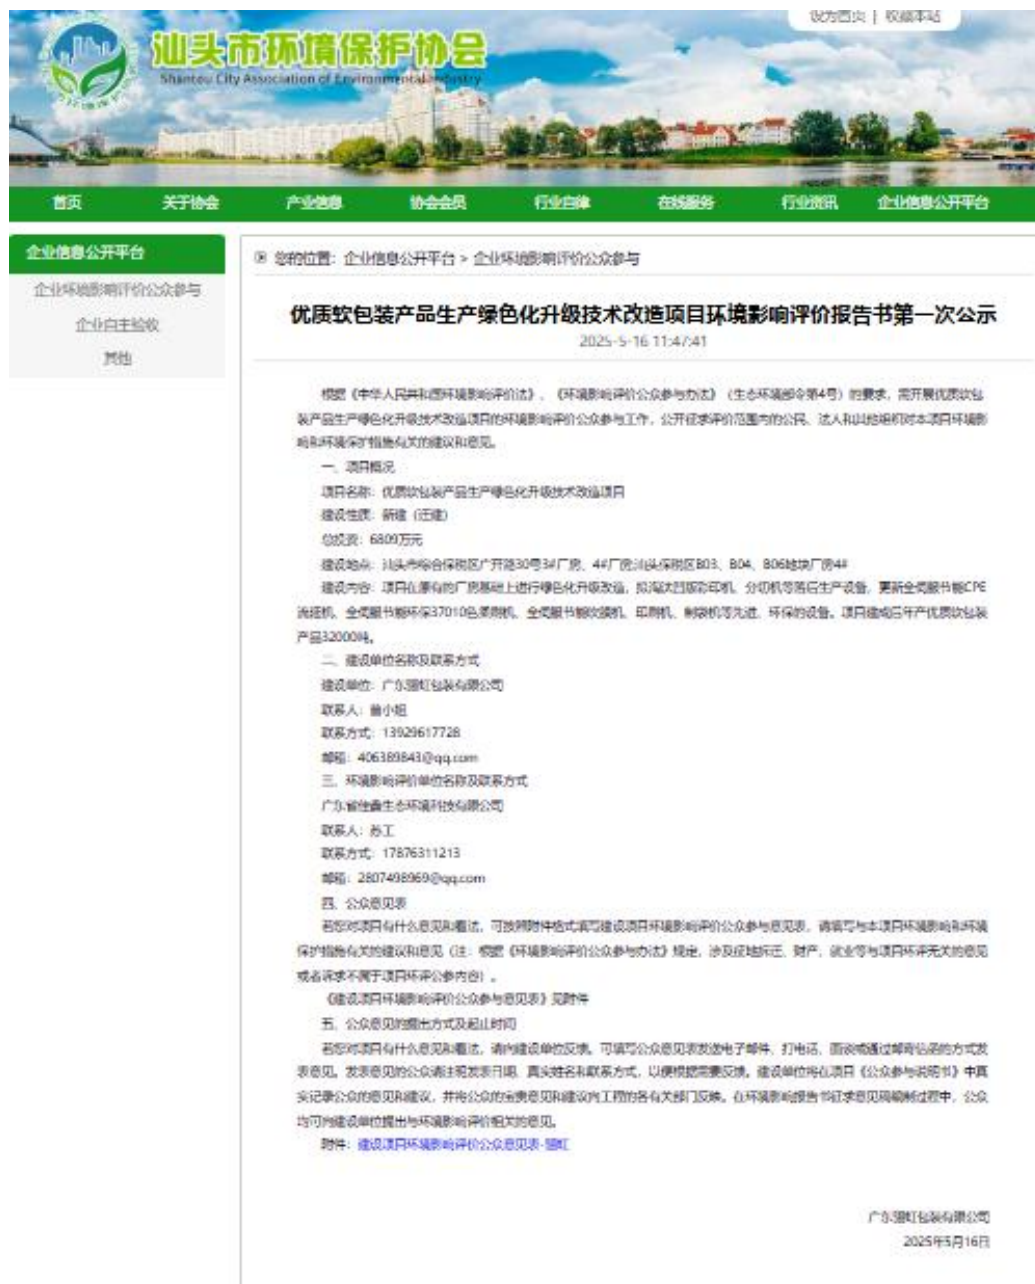 设为首页 | 收藏本站
汕头市环境保护协会
Shantou City Association of Environmental Industry
首页 关于协会 产业信息 协会会员 行业自律 在线服务 行业资讯 企业信息公开平台
企业信息公开平台
企业环境影响评价公众参与
企业自主验收
其他
您的位置：企业信息公开平台 > 企业环境影响评价公众参与
优质软包装产品生产绿色化升级技术改造项目环境影响评价报告书第一次公示
2025-5-16 11:47:41
根据《中华人民共和国环境影响评价法》、《环境影响评价公众参与办法》（生态环境部令第4号）的要求，需开展优质软包
装产品生产绿色化升级技术改造项目的环境影响评价公众参与工作，公开征求评价范围内的公民、法人和其他组织对本项目环境影
响和环境保护措施有关的建议和意见。
一、项目概况
项目名称：优质软包装产品生产绿色化升级技术改造项目
建设性质：新建（迁建）
总投资：6809万元
建设地点：汕头市综合保税区广开路30号3#厂房、4#厂房;汕头保税区B03、B04、B06地块厂房4#
建设内容：项目在原有的厂房基础上进行绿色化升级改造，拟淘汰凹版彩印机、分切机等落后生产设备，更新全伺服节能CPE
流延机、全伺服节能环保37010色柔刷机、全伺服节能吹膜机、印刷机、制袋机等先进、环保的设备。项目建成后年产优质软包装
产品32000吨。
二、建设单位名称及联系方式
建设单位：广东 虹包装有限公司
联系人：曾小姐
联系方式：13929617728
邮箱：406389843@qq.com
三、环境影响评价单位名称及联系方式
广东省 生态环境科技有限公司
联系人：苏工
联系方式：17876311213
邮箱：2807498969@qq.com
四、公众意见表
若您对项目有什么意见和看法，可按照附件格式填写建设项目环境影响评价公众参与意见表，请填写与本项目环境影响和环境
保护措施有关的建议和意见（注：根据《环境影响评价公众参与办法》规定，涉及征地拆迁、财产、就业等与项目环评无关的意见
或者诉求不属于项目环评公参内容）。
《建设项目环境影响评价公众参与意见表》见附件
五、公众意见的提出方式及起止时间
若您对项目有什么意见和看法，请向建设单位反馈。可填写公众意见表发送电子邮件、打电话、面谈或通过邮寄信函的方式发
表意见。发表意见的公众请注明发表日期、真实姓名和联系方式，以便根据需要反馈。建设单位将在项目《公众参与说明书》中真
实记录公众的意见和建议，并将公众的宝贵意见和建议向工程的各有关部门反映。在环境影响报告书征求意见稿编制过程中，公众
均可向建设单位提出与环境影响评价相关的意见。
附件：建设项目环境影响评价公众意见表- 虹
广东 虹包装有限公司
2025年5月16日